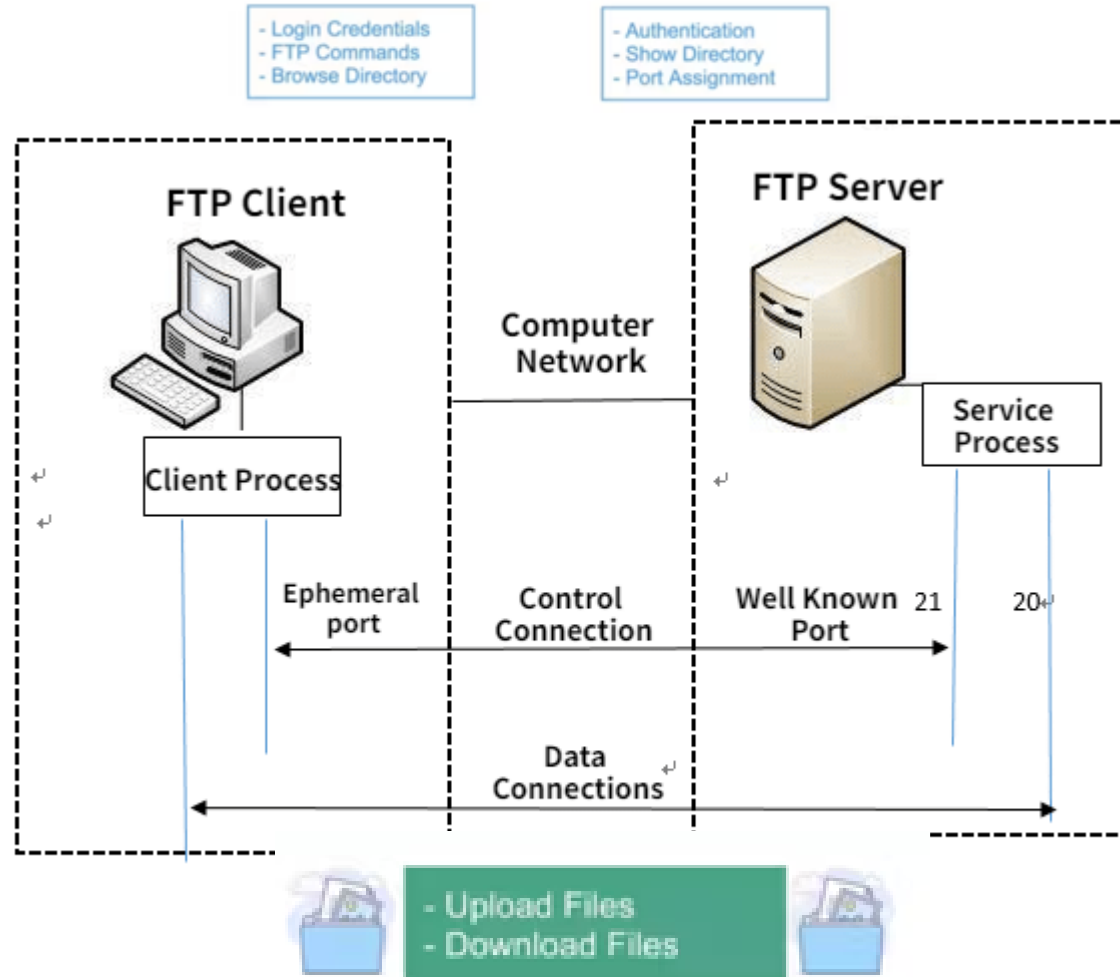 - Login Credentials
- FTP Commands
- Browse Directory
- Authentication
- Show Directory
- Port Assignment
FTP Client
FTP Server
Computer
Network
Client Process
Service
Process
Ephemeral
port
Control
Connection
Well Known
Port
21
20
Data
Connections
- Upload Files
- Download Files